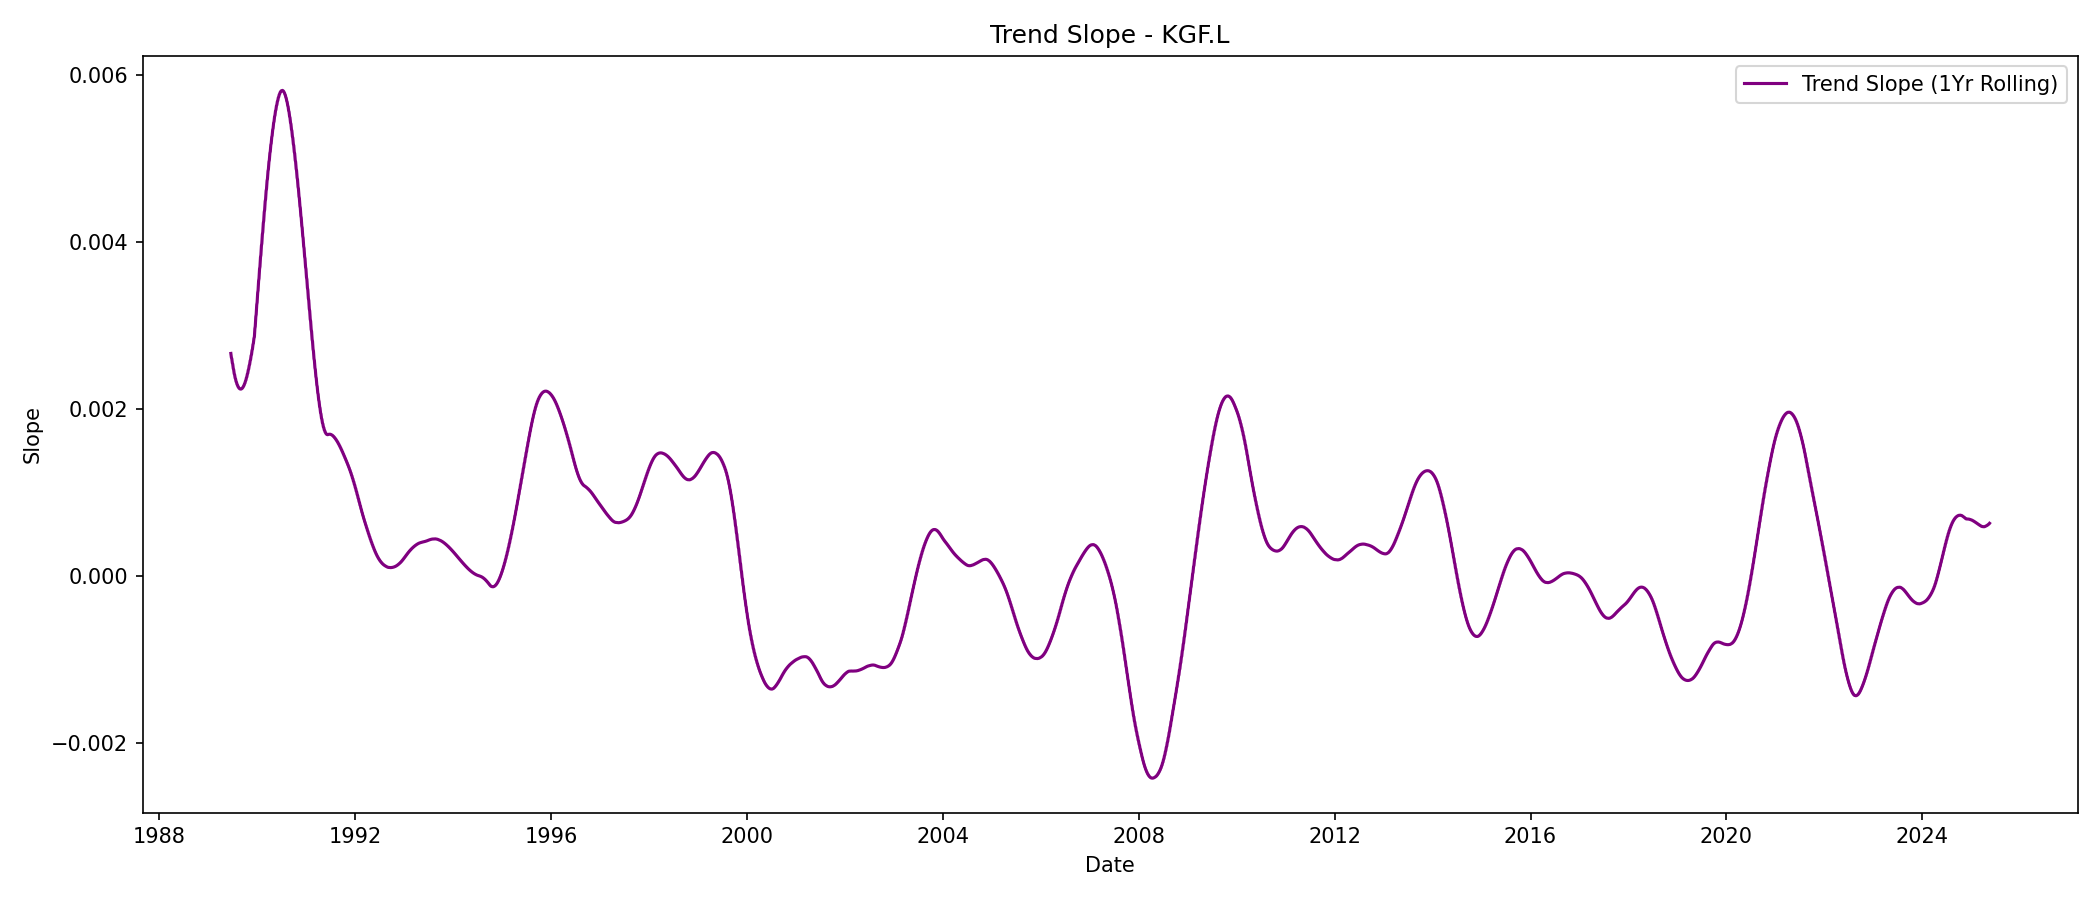 Trend Slope - KGF.L
Trend Slope (1Yr Rolling)
0.006
0.004
0.002
0.000
−0.002
Slope
1988 1992 1996 2000 2004 2008 2012 2016 2020 2024
Date